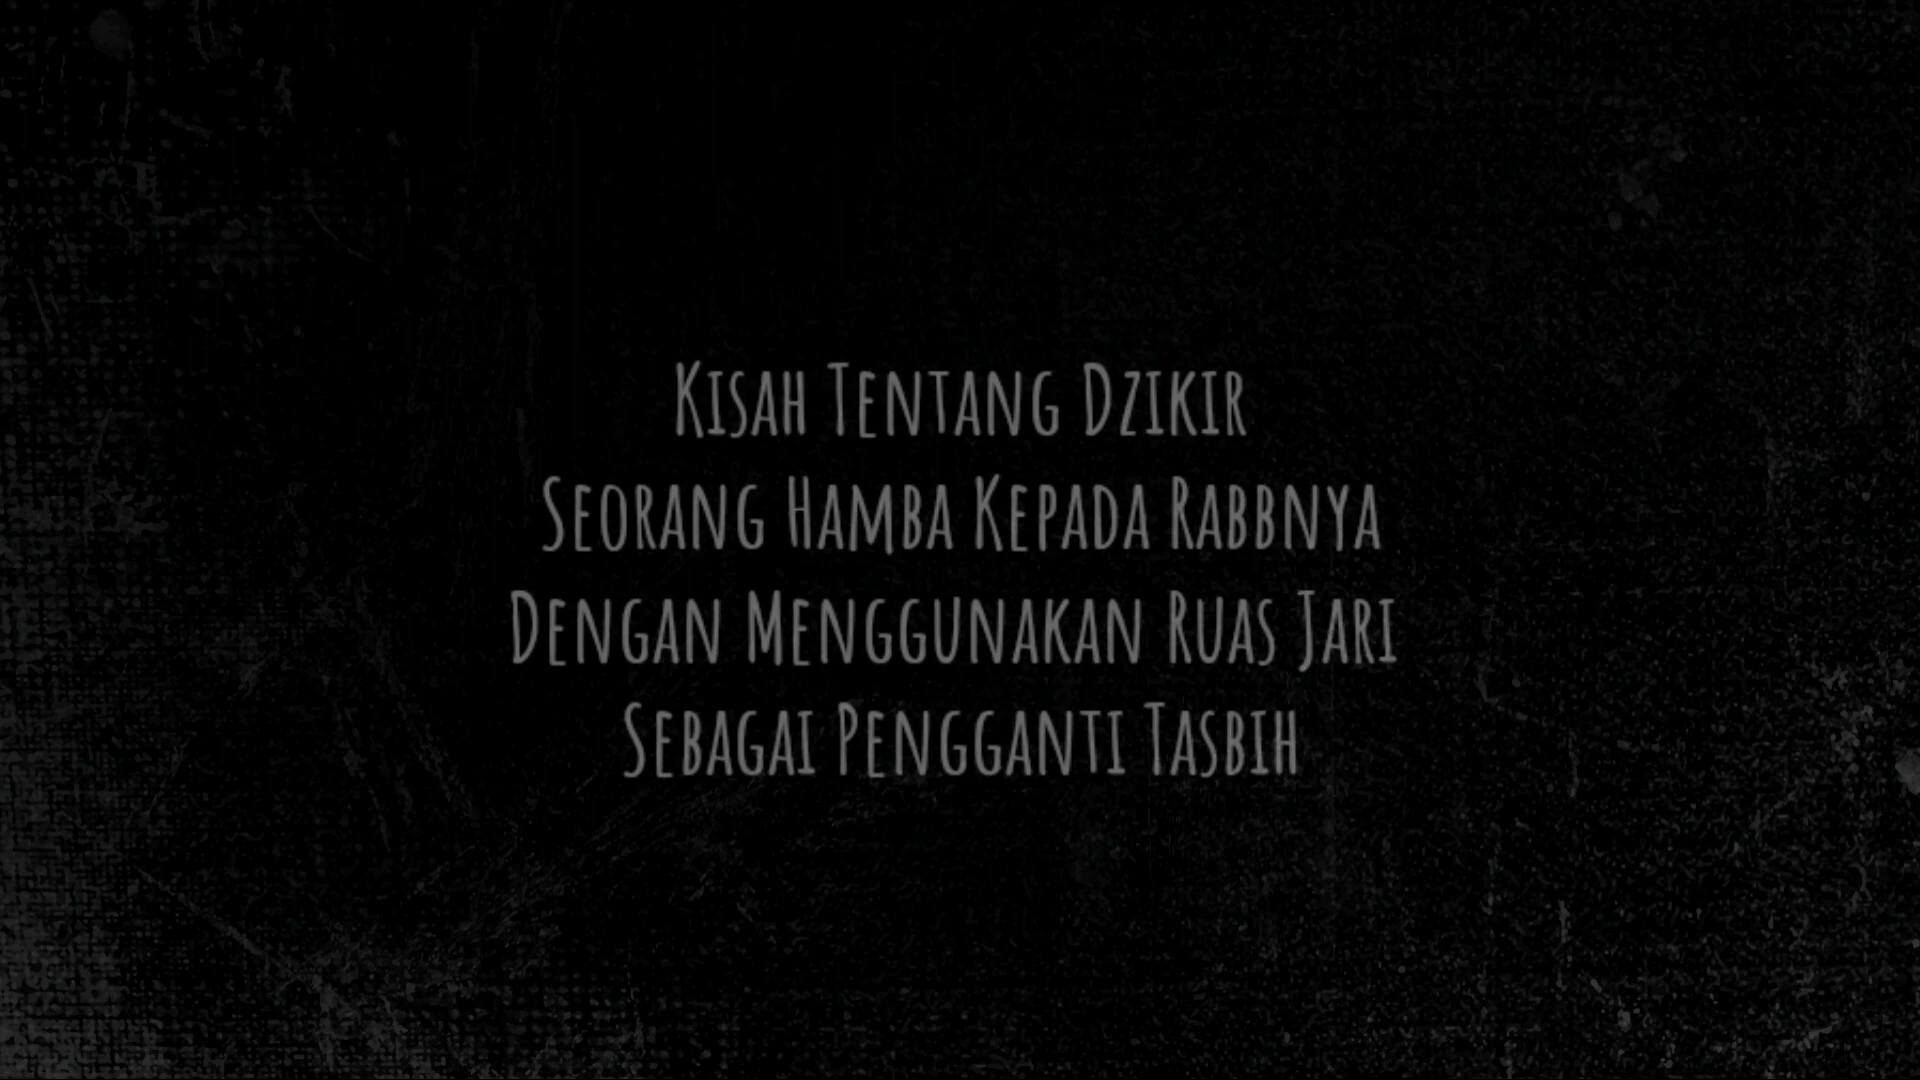 Kisah Tentang Dzikir
Seorang Hamba Kepada Rabbnya
Dengan Menggunakan Ruas Jari
Sebagai Pengganti Tasbih